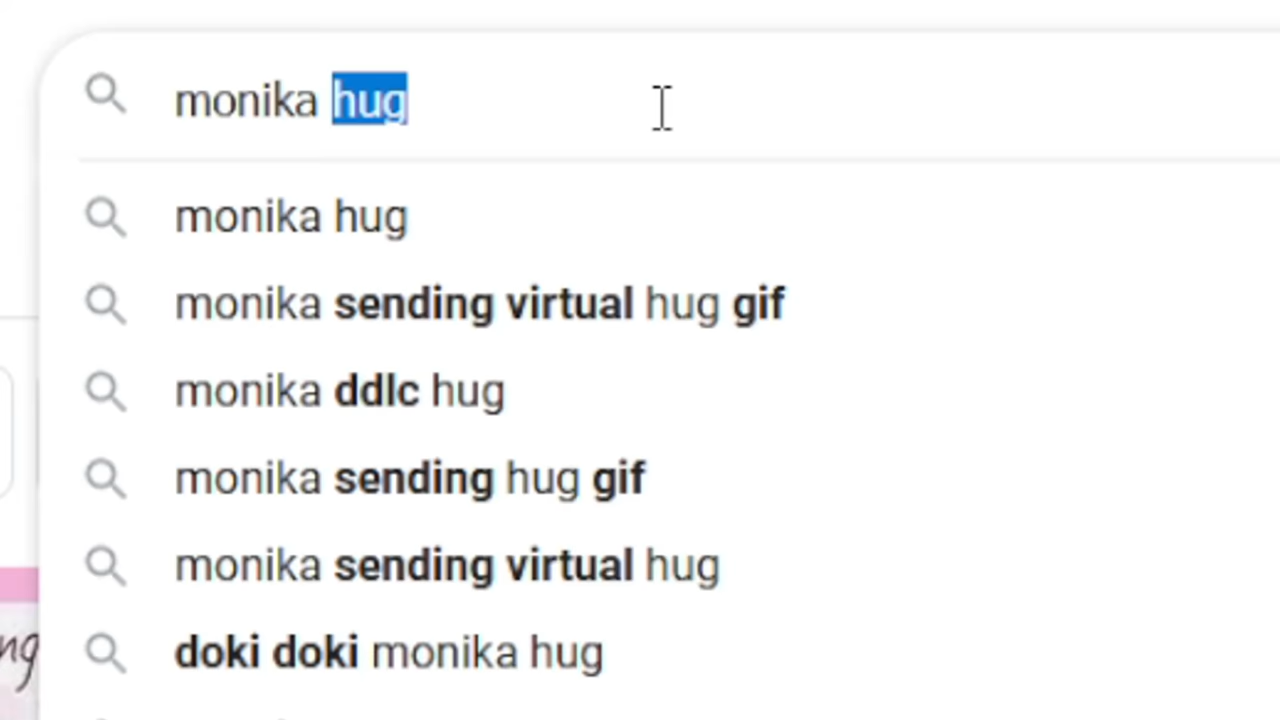 monika hug
monika hug
monika sending virtual hug gif
monika ddlc hug
monika sending hug gif
monika sending virtual hug
doki doki monika hug
ng